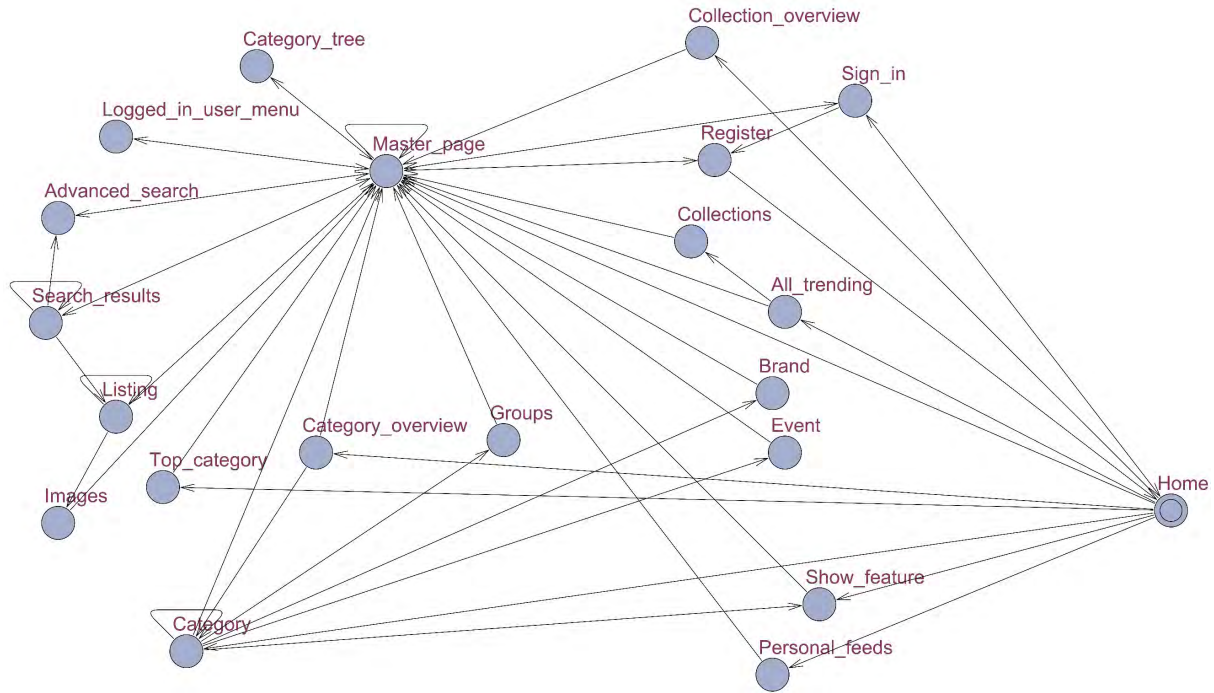 Collection_overview
Category_tree
Sign_in
Logged_in_user_menu
Register
Master_page
Advanced_search
Collections
All_trending
Search_results
Brand
Listing
Groups
Category_overview
Event
Top_category
Home
Images
Show_feature
Category
Personal_feeds